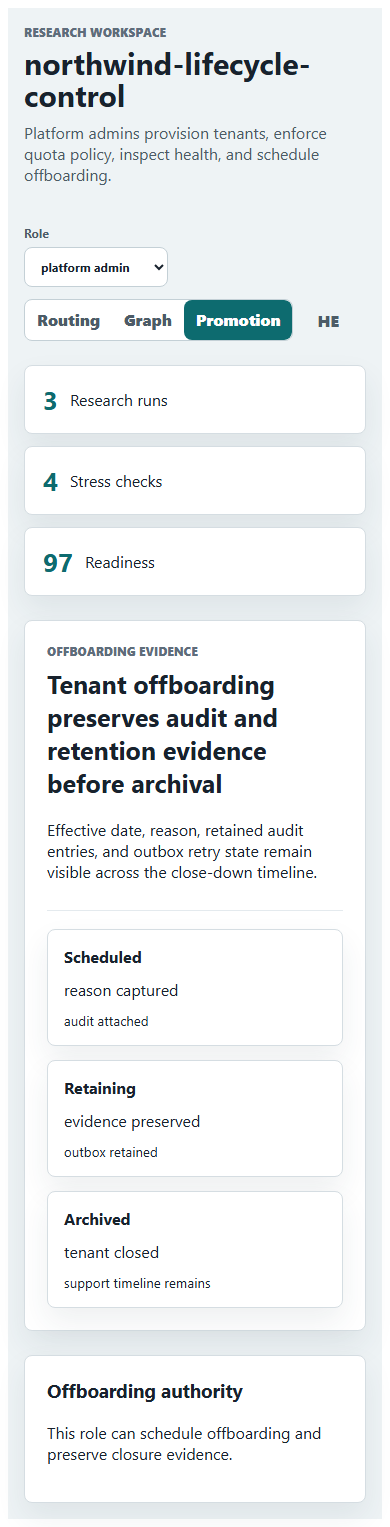 RESEARCH WORKSPACE
northwind-lifecycle-
control
Platform admins provision tenants, enforce
quota policy, inspect health, and schedule
offboarding.
Role
platform admin
Routing Graph Promotion HE
3 Research runs
4 Stress checks
97 Readiness
OFFBOARDING EVIDENCE
Tenant offboarding
preserves audit and
retention evidence
before archival
Effective date, reason, retained audit
entries, and outbox retry state remain
visible across the close-down timeline.
Scheduled
reason captured
audit attached
Retaining
evidence preserved
outbox retained
Archived
tenant closed
support timeline remains
Offboarding authority
This role can schedule offboarding and
preserve closure evidence.